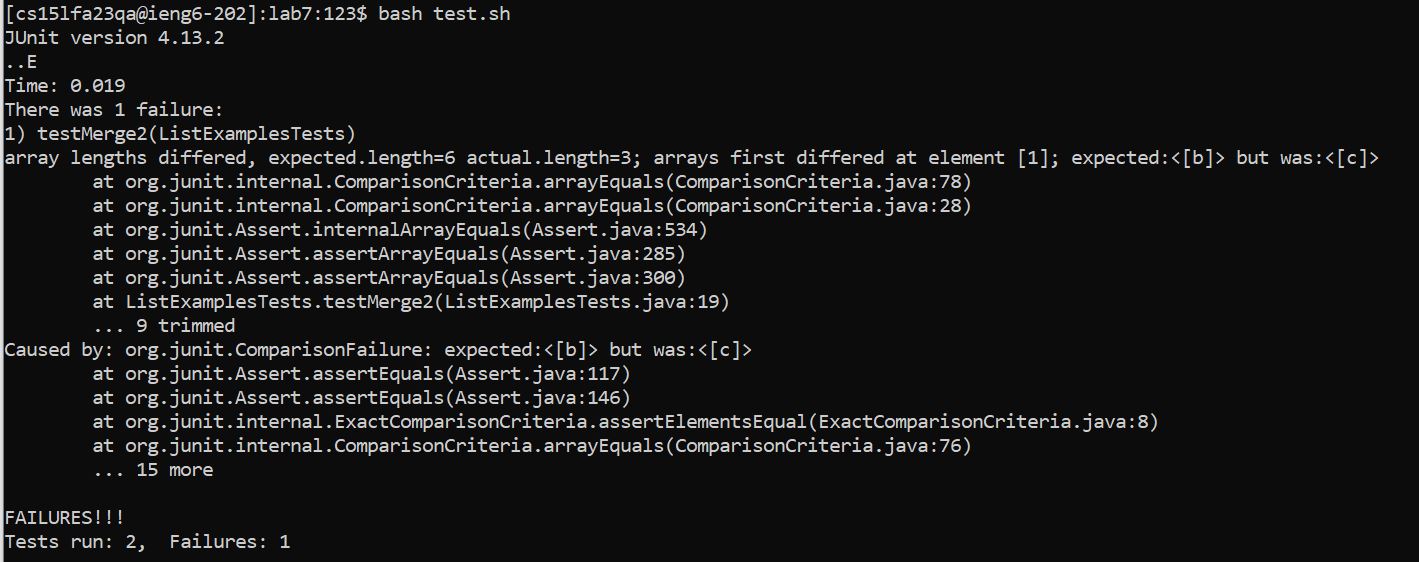 [cs15lfa23qa@ieng6-202]:lab7:123$ bash test.sh
JUnit version 4.13.2
..E
Time: 0.019
There was 1 failure:
1) testMerge2(ListExamplesTests)
array lengths differed, expected.length=6 actual.length=3; arrays first differed at element [1]; expected:<[b]> but was:<[c]>
        at org.junit.internal.ComparisonCriteria.arrayEquals(ComparisonCriteria.java:78)
        at org.junit.internal.ComparisonCriteria.arrayEquals(ComparisonCriteria.java:28)
        at org.junit.Assert.internalArrayEquals(Assert.java:534)
        at org.junit.Assert.assertArrayEquals(Assert.java:285)
        at org.junit.Assert.assertArrayEquals(Assert.java:300)
        at ListExamplesTests.testMerge2(ListExamplesTests.java:19)
        ... 9 trimmed
Caused by: org.junit.ComparisonFailure: expected:<[b]> but was:<[c]>
        at org.junit.Assert.assertEquals(Assert.java:117)
        at org.junit.Assert.assertEquals(Assert.java:146)
        at org.junit.internal.ExactComparisonCriteria.assertElementsEqual(ExactComparisonCriteria.java:8)
        at org.junit.internal.ComparisonCriteria.arrayEquals(ComparisonCriteria.java:76)
        ... 15 more

FAILURES!!!
Tests run: 2,  Failures: 1